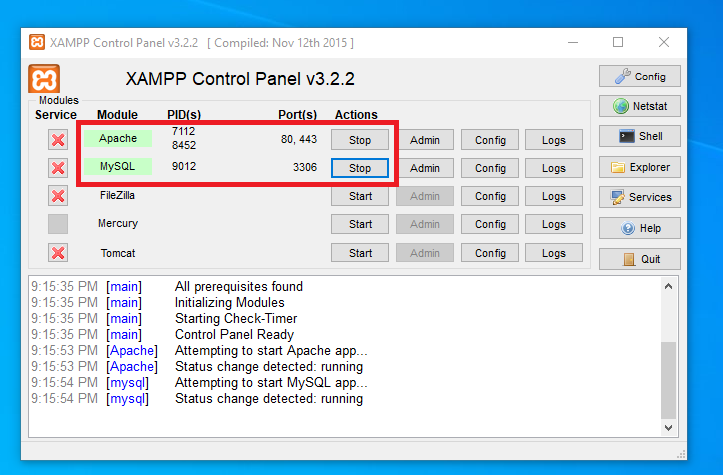 XAMPP Control Panel v3.2.2 [ Compiled: Nov 12th 2015 ]
XAMPP Control Panel v3.2.2
Config
Modules
Service Module PID(s) Port(s) Actions
Netstat
Apache 7112 8452 80, 443 Stop Admin Config Logs
Shell
MySQL 9012 3306 Stop Admin Config Logs
Explorer
FileZilla Start Admin Config Logs
Services
Mercury Start Admin Config Logs
Help
Tomcat Start Admin Config Logs
Quit
9:15:35 PM [main] All prerequisites found
9:15:35 PM [main] Initializing Modules
9:15:35 PM [main] Starting Check-Timer
9:15:35 PM [main] Control Panel Ready
9:15:53 PM [Apache] Attempting to start Apache app...
9:15:53 PM [Apache] Status change detected: running
9:15:54 PM [mysql] Attempting to start MySQL app...
9:15:54 PM [mysql] Status change detected: running